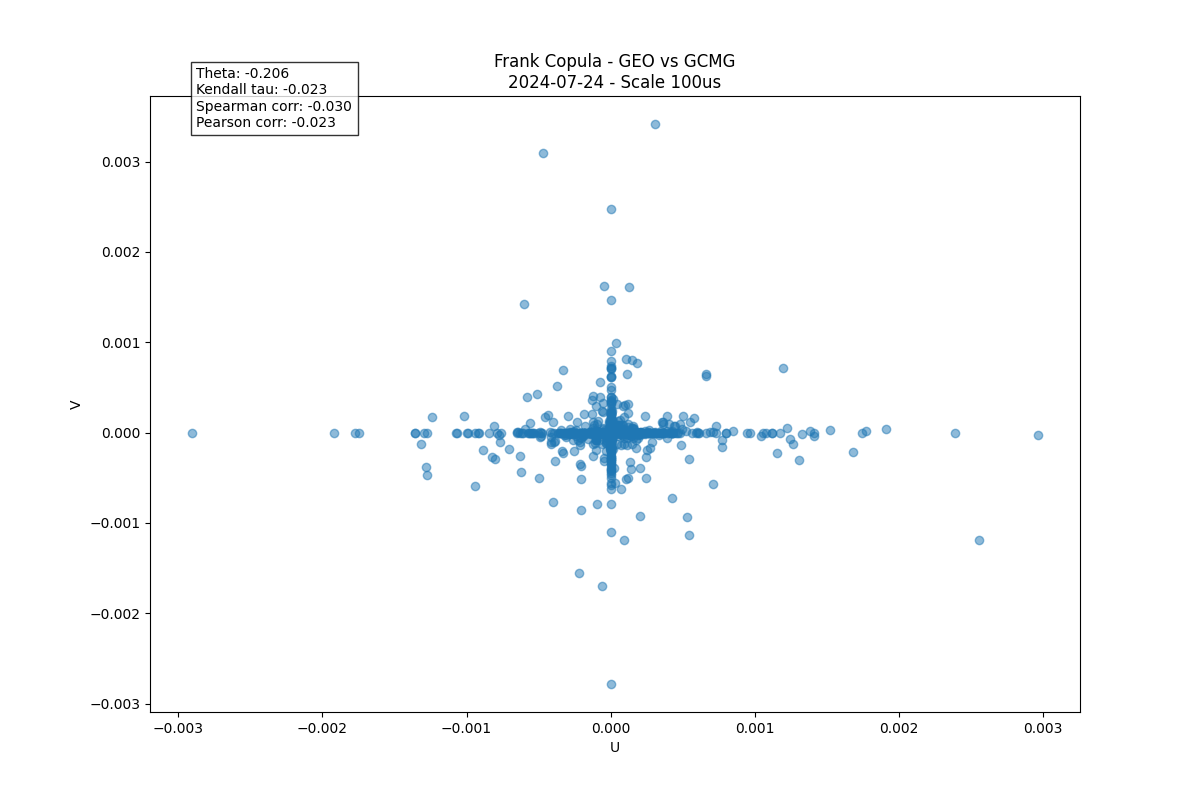 Frank Copula - GEO vs GCMG
2024-07-24 - Scale 100us
Theta: -0.206
Kendall tau: -0.023
Spearman corr: -0.030
Pearson corr: -0.023
0.003
0.002
0.001
0.000
−0.001
−0.002
−0.003
V
−0.003 −0.002 −0.001 0.000 0.001 0.002 0.003
U